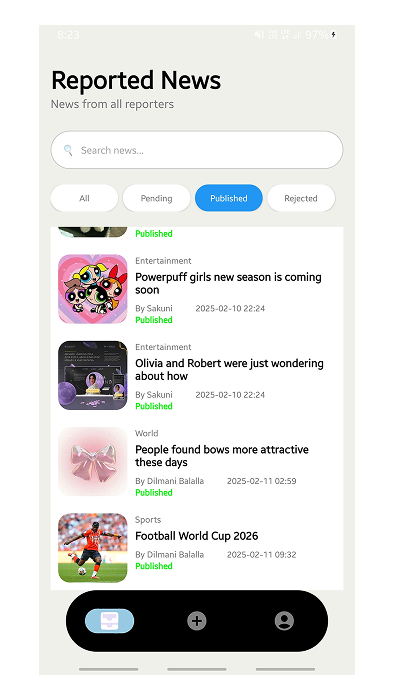 8:23
97%
Reported News
News from all reporters
Search news...
All
Pending
Published
Rejected
Published
Entertainment
Powerpuff girls new season is coming
soon
By Sakuni 2025-02-10 22:24
Published
Entertainment
Olivia and Robert were just wondering
about how
By Sakuni 2025-02-10 22:24
Published
World
People found bows more attractive
these days
By Dilmani Balalla 2025-02-11 02:59
Published
Sports
Football World Cup 2026
By Dilmani Balalla 2025-02-11 09:32
Published